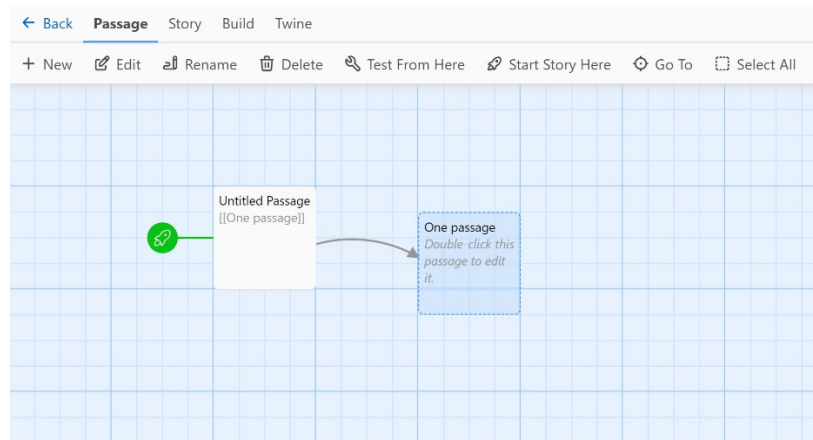 ← Back Passage Story Build Twine
+ New Edit Rename Delete Test From Here Start Story Here Go To Select All
Untitled Passage
[[One passage]]
One passage
Double-click this
passage to edit
it.